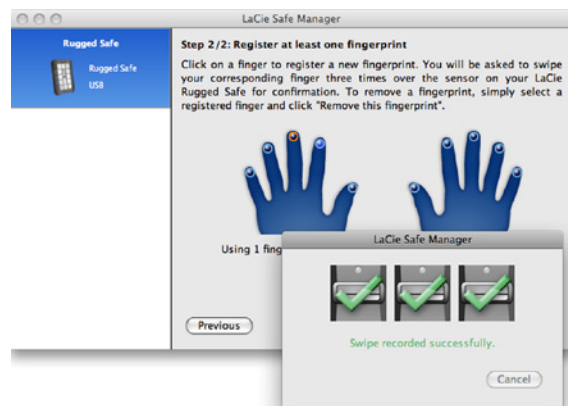 LaCie Safe Manager
Rugged Safe
Rugged Safe
USB
Step 2/2: Register at least one fingerprint
Click on a finger to register a new fingerprint. You will be asked to swipe
your corresponding finger three times over the sensor on your LaCie
Rugged Safe for confirmation. To remove a fingerprint, simply select a
registered finger and click "Remove this fingerprint".
Using 1 fing
LaCie Safe Manager
Swipe recorded successfully.
Previous
Cancel